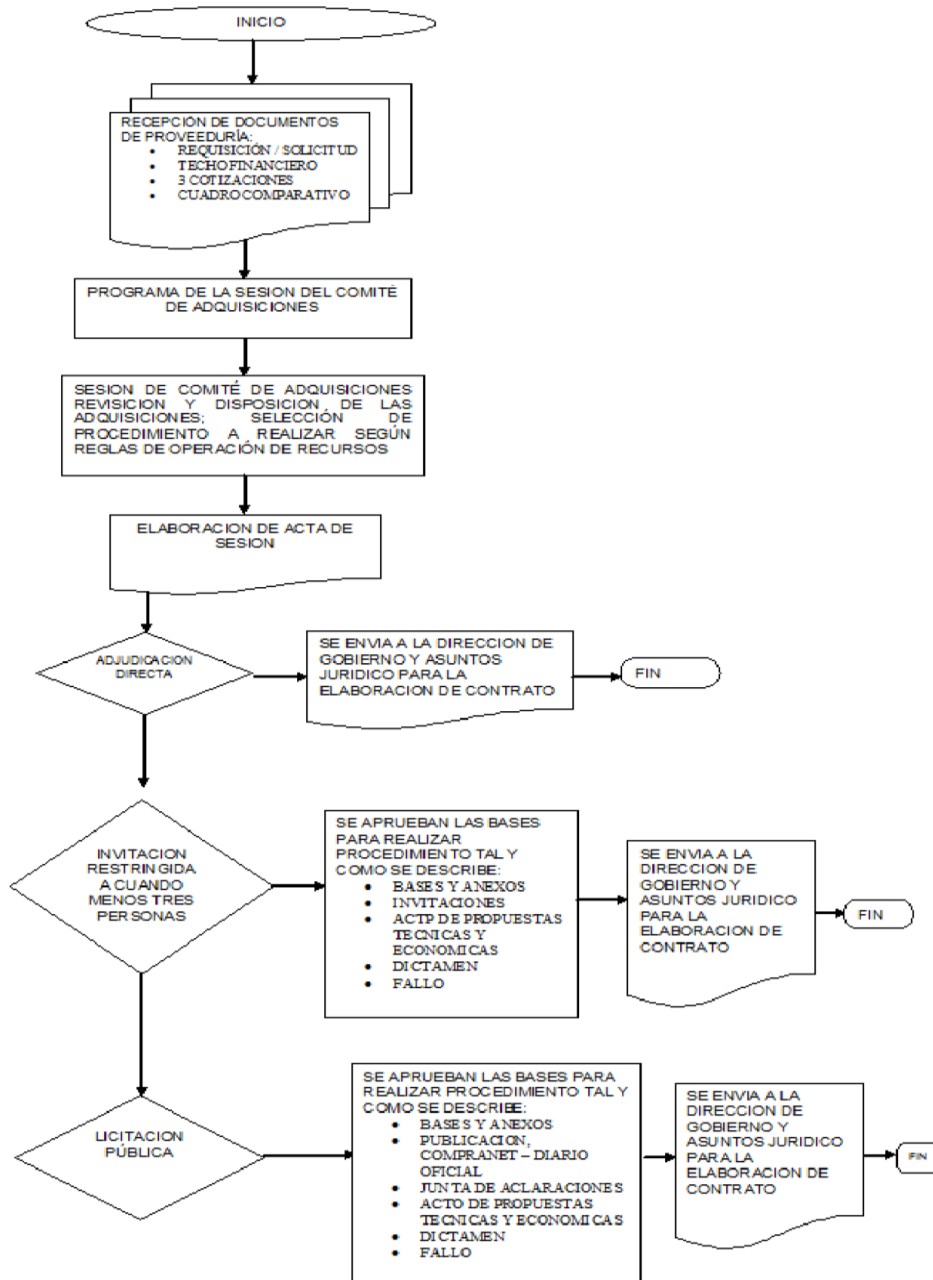 INICIO
RECEPCIÓN DE DOCUMENTOS
DE PROVEEDURÍA:
• REQUISICIÓN / SOLICITUD
• TECHO FINANCIERO
• 3 COTIZACIONES
• CUADRO COMPARATIVO
PROGRAMA DE LA SESION DEL COMITÉ
DE ADQUISICIONES
SESION DE COMITÉ DE ADQUISICIONES
REVISICION Y DISPOSICION DE LAS
ADQUISICIONES; SELECCIÓN DE
PROCEDIMIENTO A REALIZAR SEGÚN
REGLAS DE OPERACIÓN DE RECURSOS
ELABORACION DE ACTA DE
SESION
ADJUDICACION
DIRECTA
SE ENVIA A LA DIRECCION DE
GOBIERNO Y ASUNTOS
JURIDICO PARA LA
ELABORACION DE CONTRATO
FIN
INVITACION
RESTRINGIDA
A CUANDO
MENOS TRES
PERSONAS
SE APRUEBAN LAS BASES
PARA REALIZAR
PROCEDIMIENTO TAL Y
COMO SE DESCRIBE:
• BASES Y ANEXOS
• INVITACIONES
• ACTP DE PROPUESTAS
TECNICAS Y
ECONOMICAS
• DICTAMEN
• FALLO
SE ENVIA A LA
DIRECCION DE
GOBIERNO Y
ASUNTOS JURIDICO
PARA LA
ELABORACION DE
CONTRATO
FIN
LICITACION
PÚBLICA
SE APRUEBAN LAS BASES PARA
REALIZAR PROCEDIMIENTO TAL Y
COMO SE DESCRIBE:
• BASES Y ANEXOS
• PUBLICACION,
COMPRANET – DIARIO
OFICIAL
• JUNTA DE ACLARACIONES
• ACTO DE PROPUESTAS
TECNICAS Y ECONOMICAS
• DICTAMEN
• FALLO
SE ENVIA A LA
DIRECCION DE
GOBIERNO Y
ASUNTOS JURIDICO
PARA LA
ELABORACION DE
CONTRATO
FIN